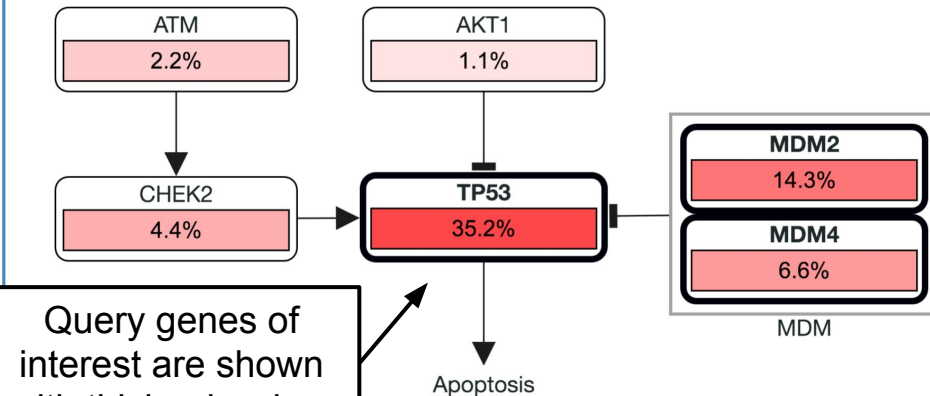 ATM
2.2%
AKT1
1.1%
CHEK2
4.4%
TP53
35.2%
MDM2
14.3%
MDM4
6.6%
MDM
Apoptosis
Query genes of
interest are shown